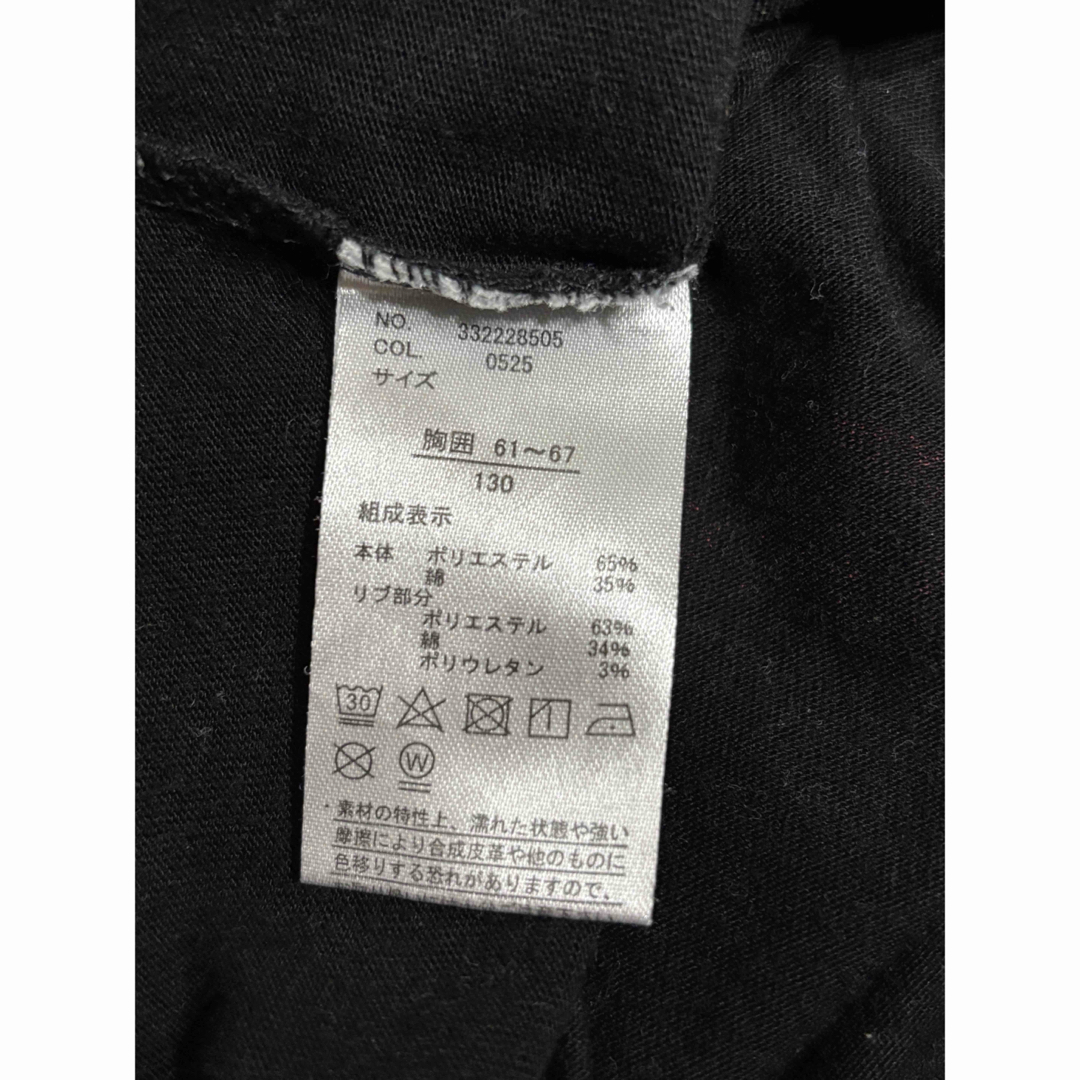 NO. 332228505
COL. 0525
サイズ
胸囲 61～67
130
組成表示
本体 ポリエステル 65%
綿 35%
リブ部分
ポリエステル 63%
綿 34%
ポリウレタン 3%
30
W
・素材の特性上、濡れた状態や強い
摩擦により合成皮革や他のものに
色移りする恐れがありますので、